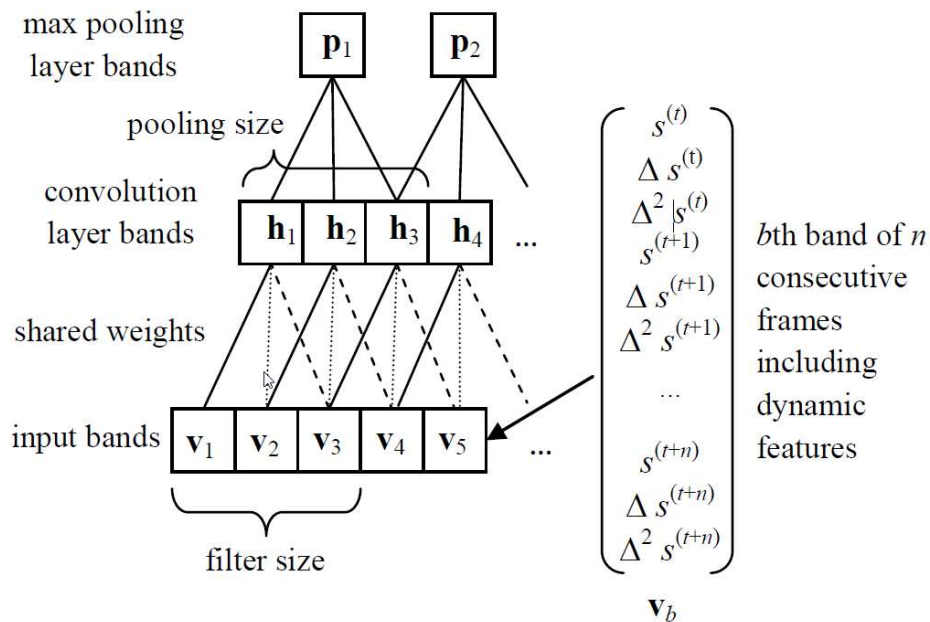 max pooling
layer bands
p₁ p₂
pooling size
convolution
layer bands
h₁ h₂ h₃ h₄ ...
shared weights
input bands
v₁ v₂ v₃ v₄ v₅ ...
filter size
s⁽ᵗ⁾
Δ s⁽ᵗ⁾
Δ² s⁽ᵗ⁾
s⁽ᵗ⁺¹⁾
Δ s⁽ᵗ⁺¹⁾
Δ² s⁽ᵗ⁺¹⁾
...
s⁽ᵗ⁺ⁿ⁾
Δ s⁽ᵗ⁺ⁿ⁾
Δ² s⁽ᵗ⁺ⁿ⁾
v_b
bth band of n
consecutive
frames
including
dynamic
features